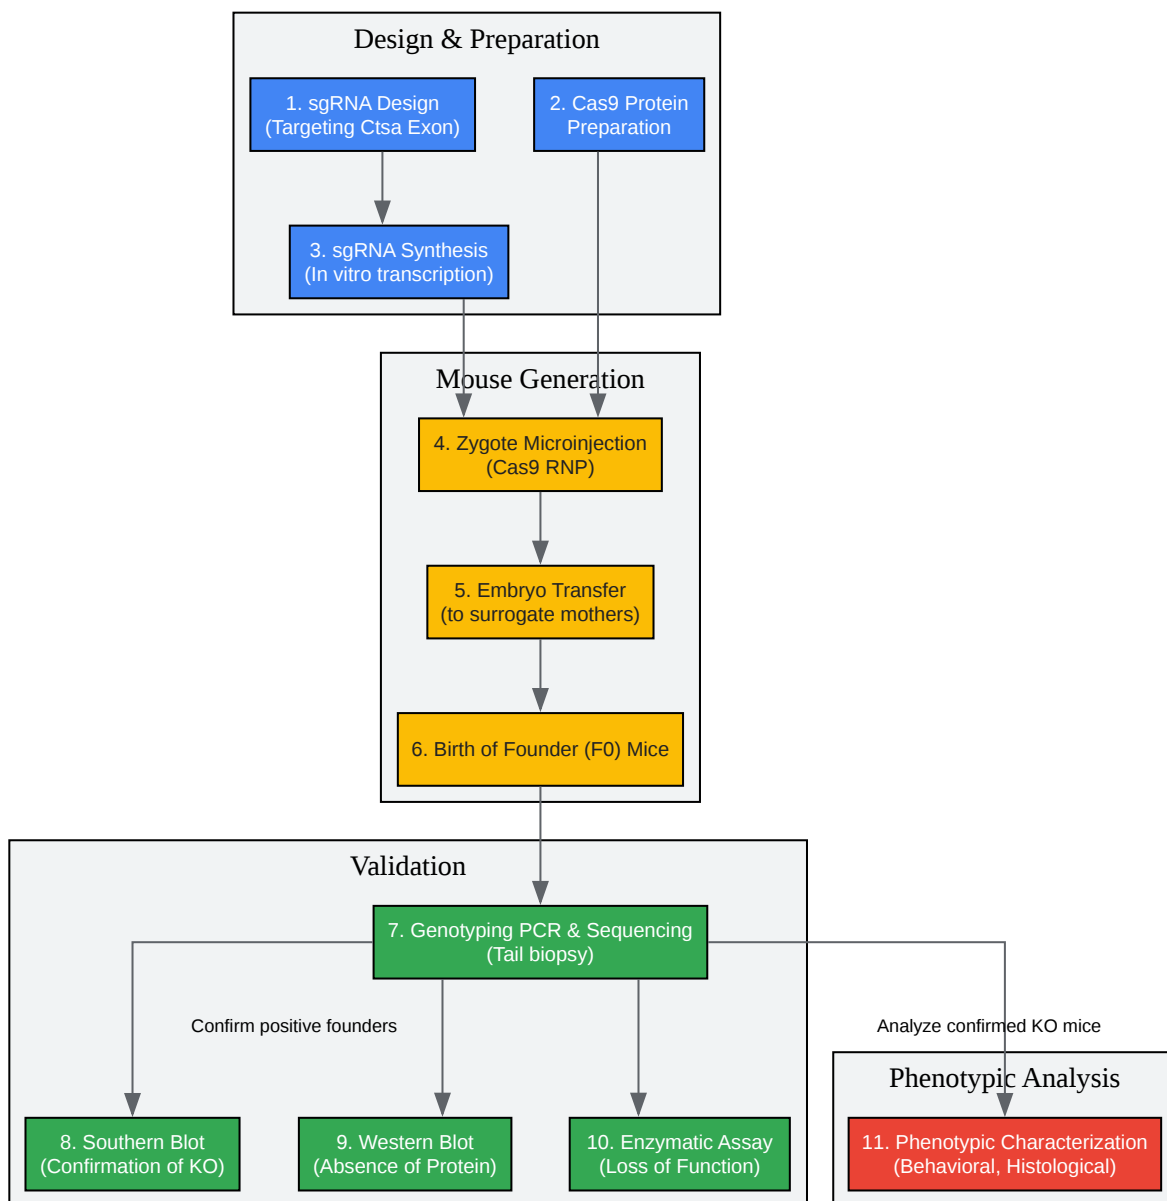 Design & Preparation
1. sgRNA Design
(Targeting Ctsa Exon)
2. Cas9 Protein
Preparation
3. sgRNA Synthesis
(In vitro transcription)
Mouse Generation
4. Zygote Microinjection
(Cas9 RNP)
5. Embryo Transfer
(to surrogate mothers)
6. Birth of Founder (F0) Mice
Validation
7. Genotyping PCR & Sequencing
(Tail biopsy)
Confirm positive founders
Analyze confirmed KO mice
Phenotypic Analysis
8. Southern Blot
(Confirmation of KO)
9. Western Blot
(Absence of Protein)
10. Enzymatic Assay
(Loss of Function)
11. Phenotypic Characterization
(Behavioral, Histological)